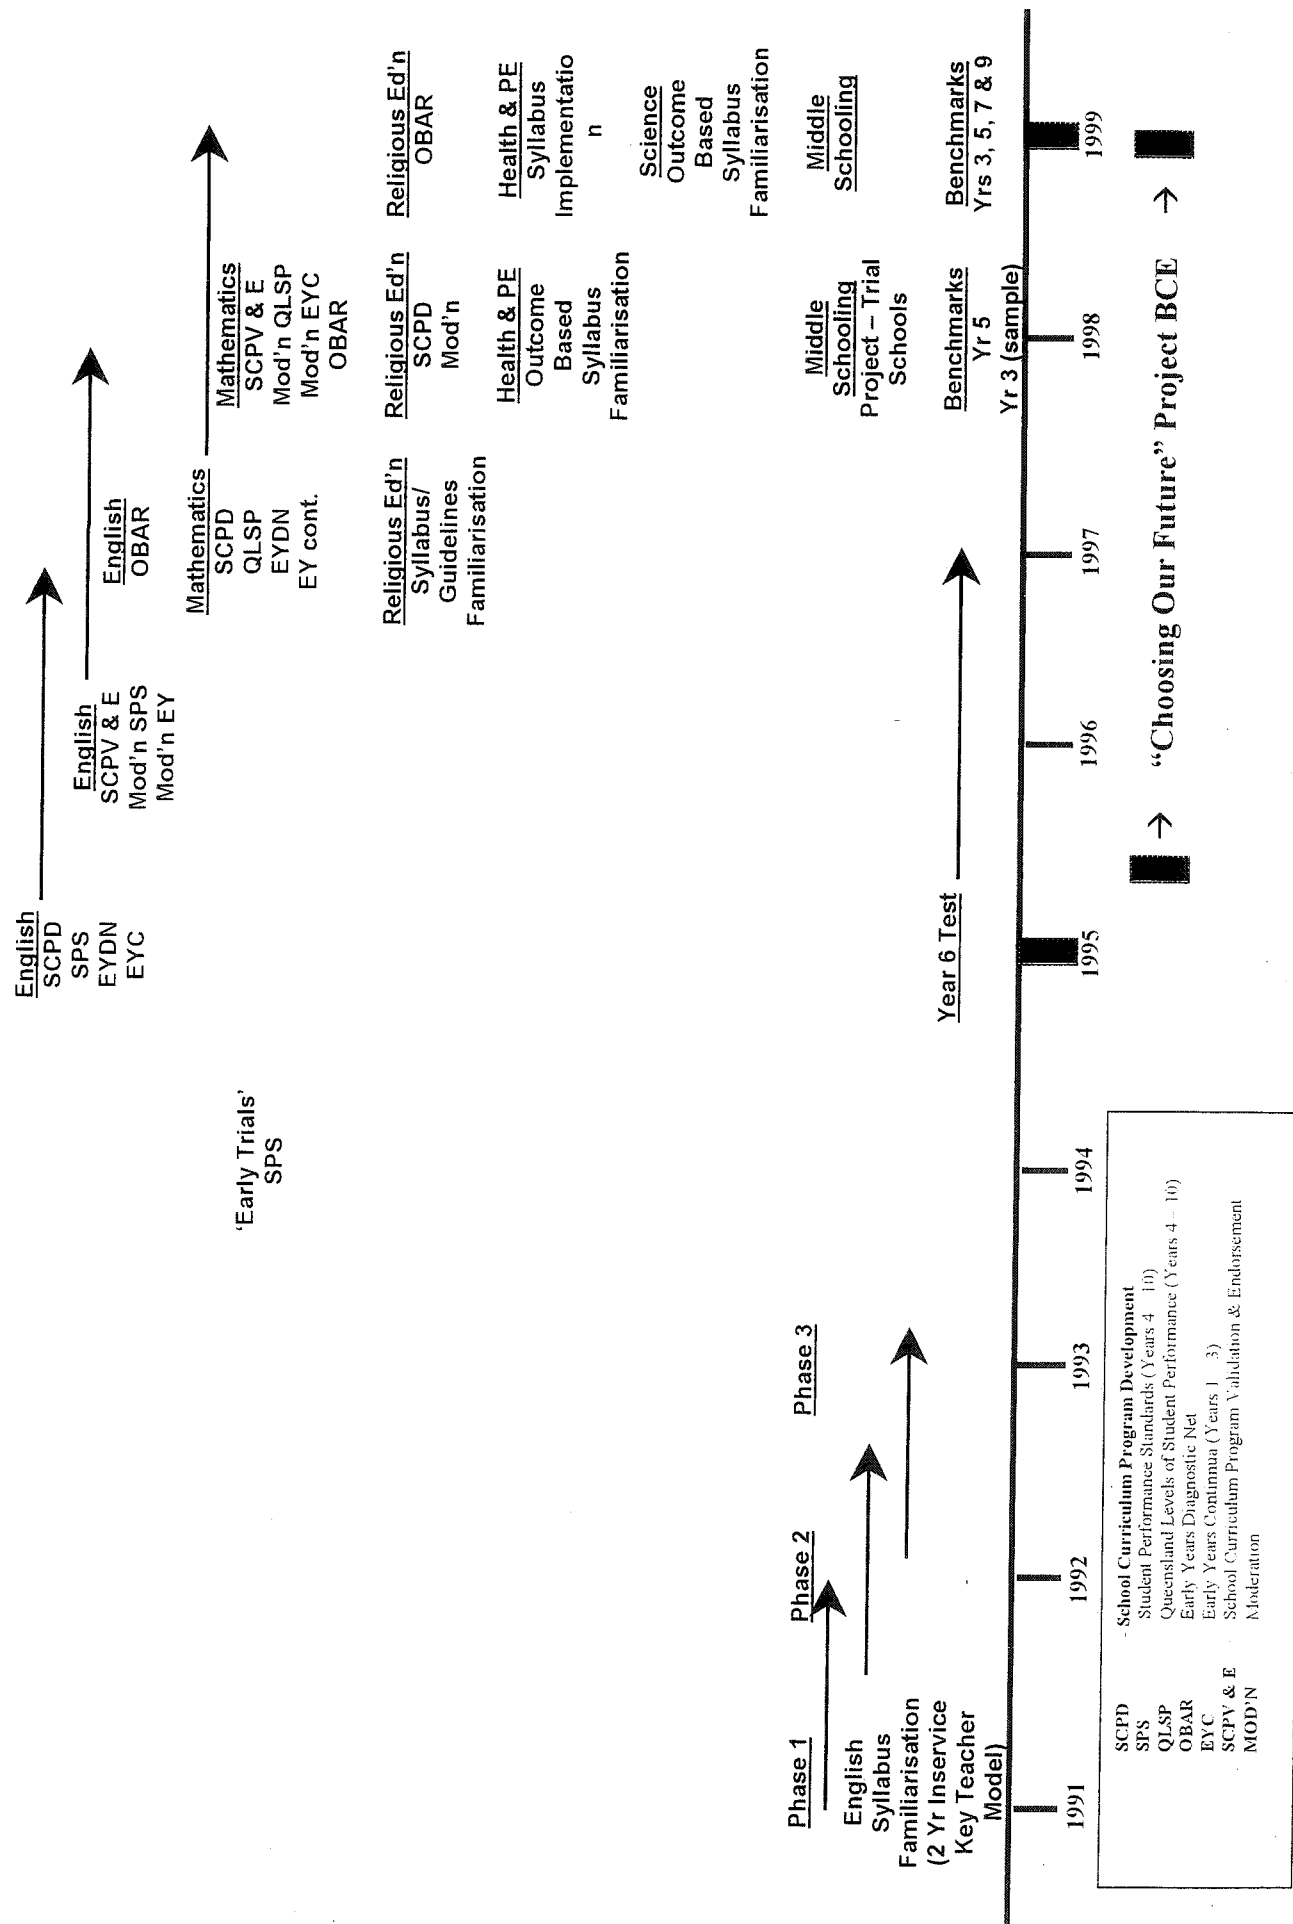 English
SCPD
SPS
EYDN
EYC
English
SCPV & E
Mod'n SPS
Mod'n EY
English
OBAR
'Early Trials'
SPS
Mathematics
SCPD
QLSP
EYDN
EY cont.
Mathematics
SCPV & E
Mod'n QLSP
Mod'n EYC
OBAR
Religious Ed'n
Syllabus/
Guidelines
Familiarisation
Religious Ed'n
SCPD
Mod'n
Religious Ed'n
OBAR
Health & PE
Outcome
Based
Syllabus
Familiarisation
Health & PE
Syllabus
Implementatio
n
Science
Outcome
Based
Syllabus
Familiarisation
Phase 1
Phase 2
Phase 3
English
Syllabus
Familiarisation
(2 Yr Inservice
Key Teacher
Model)
Middle
Schooling
Project – Trial
Schools
Middle
Schooling
Year 6 Test
Benchmarks
Yr 5
Yr 3 (sample)
Benchmarks
Yrs 3, 5, 7 & 9
1991
1992
1993
1994
1995
1996
1997
1998
1999
→ "Choosing Our Future" Project BCE →
SCPD - School Curriculum Program Development
SPS Student Performance Standards (Years 4 10)
QLSP Queensland Levels of Student Performance (Years 4 - 10)
OBAR Early Years Diagnostic Net
EYC Early Years Continua (Years 1 3)
SCPV & E School Curriculum Program Validation & Endorsement
MOD'N Moderation